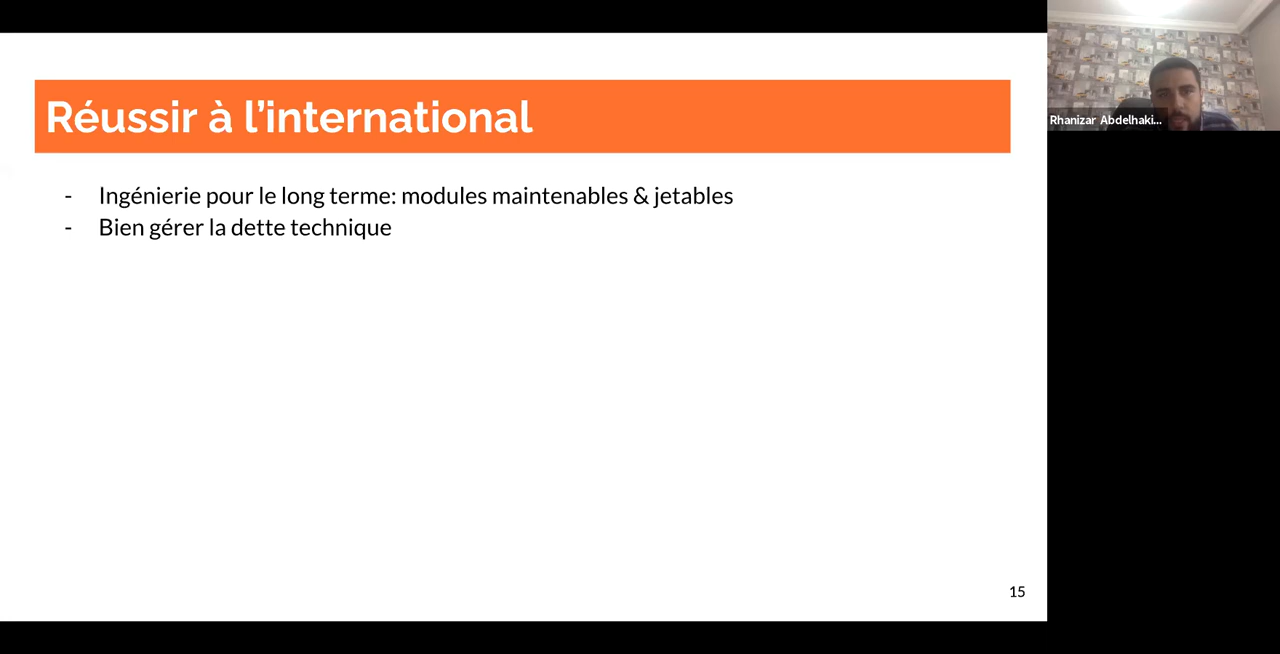 Réussir à l’international
- Ingénierie pour le long terme: modules maintenables & jetables
- Bien gérer la dette technique
15
Rhanizar Abdelhaki...